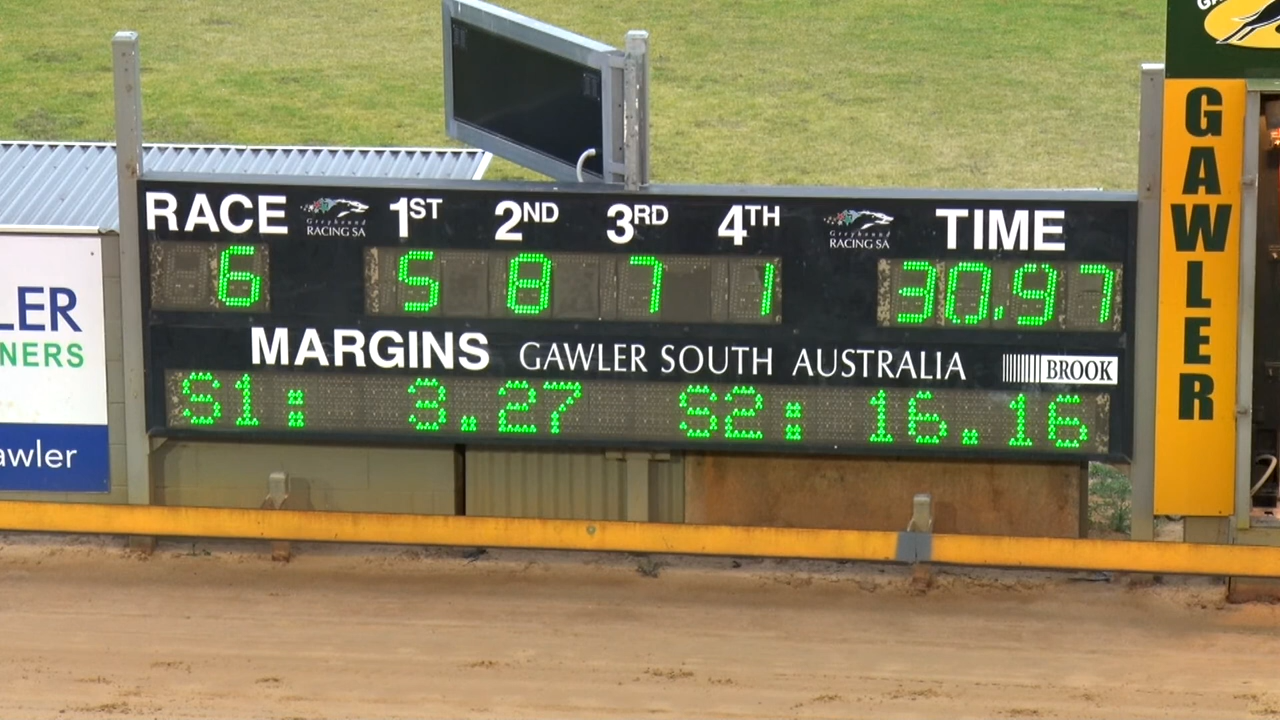 RACE 1ST 2ND 3RD 4TH TIME
Greyhound
RACING SA
Greyhound
RACING SA
6 5 8 7 1 30.97
MARGINS GAWLER SOUTH AUSTRALIA BROOK
S1: 3.27 S2: 16.16
GAWLER
LER
NERS
awler